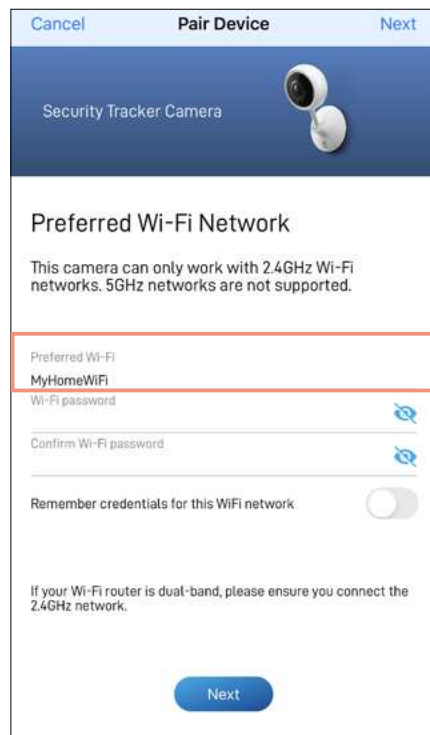 Cancel Pair Device Next
Security Tracker Camera
Preferred Wi-Fi Network
This camera can only work with 2.4GHz Wi-Fi
networks. 5GHz networks are not supported.
Preferred Wi-Fi
MyHomeWiFi
Wi-Fi password
Confirm Wi-Fi password
Remember credentials for this WiFi network
If your Wi-Fi router is dual-band, please ensure you connect the
2.4GHz network.
Next